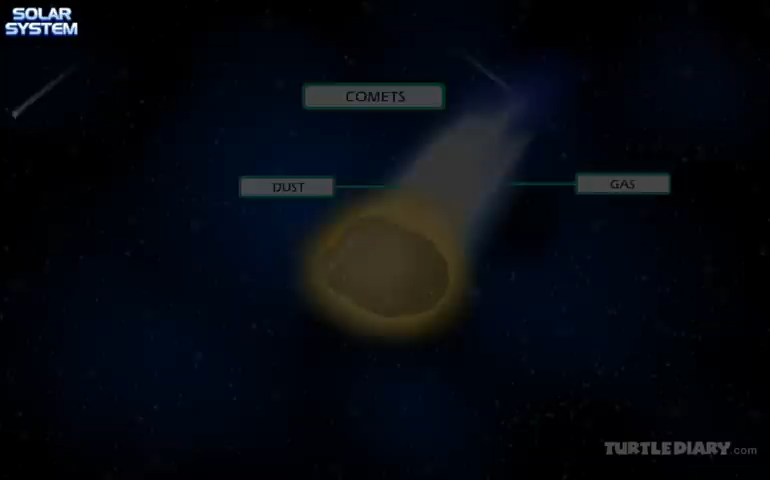 SOLAR
SYSTEM
COMETS
DUST
GAS
TURTLEDIARY.com